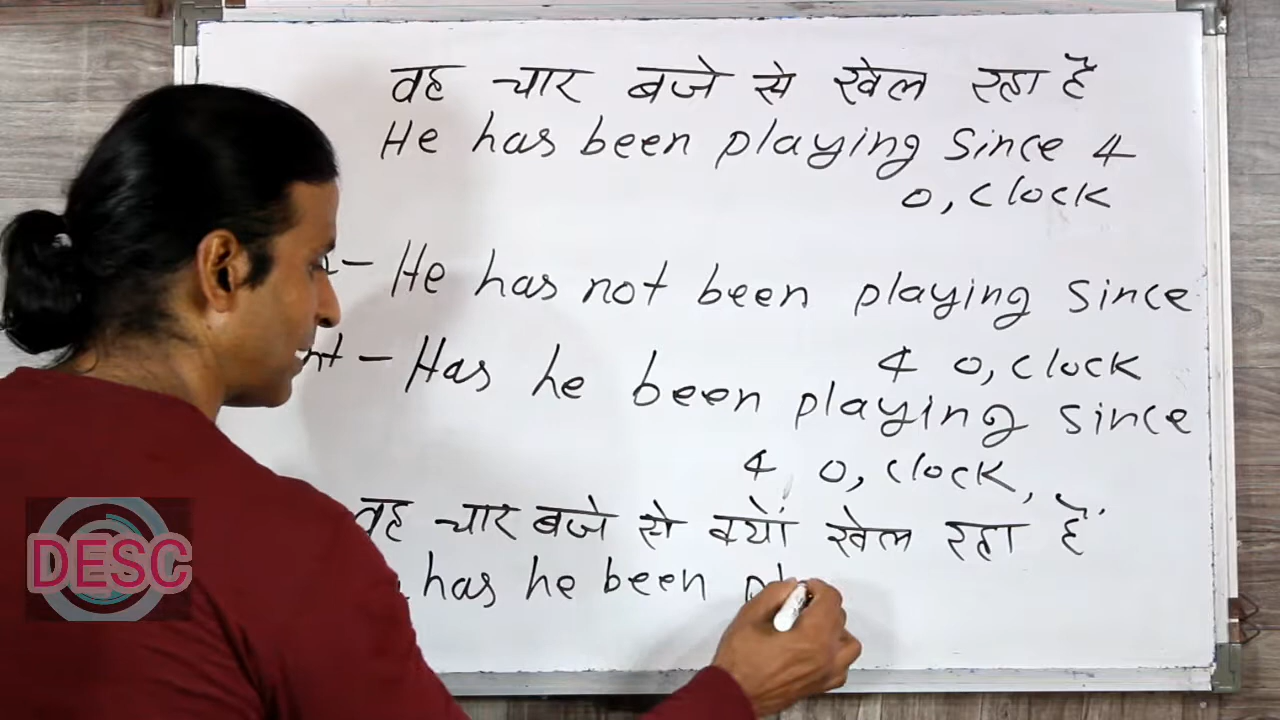 वह चार बजे से खेल रहा है
He has been playing since 4
o, clock
- He has not been playing since
4 o, clock
- Has he been playing since
4 o, clock,
वह चार बजे से क्यों खेल रहा है
has he been
DESC